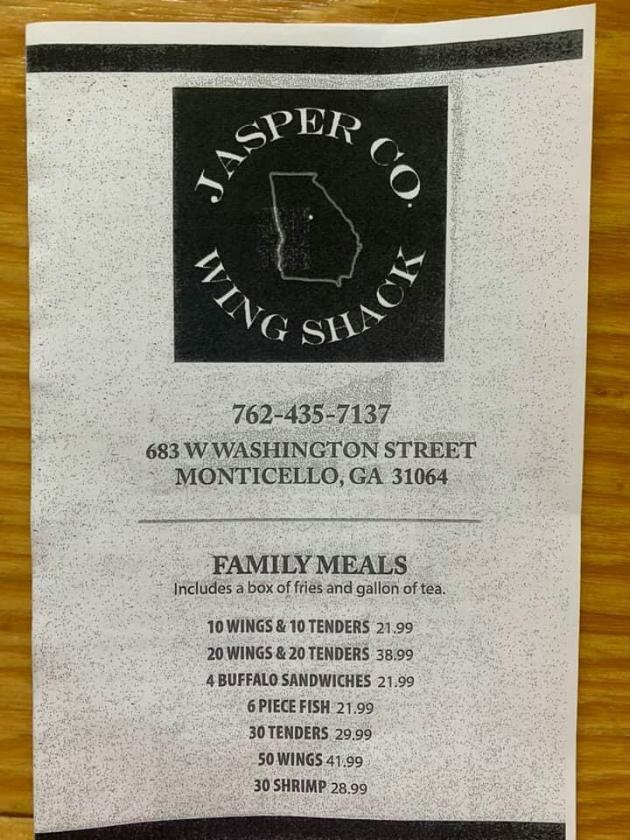 JASPER CO.
WING SHACK
762-435-7137
683 W WASHINGTON STREET
MONTICELLO, GA 31064
FAMILY MEALS
Includes a box of fries and gallon of tea.
10 WINGS & 10 TENDERS 21.99
20 WINGS & 20 TENDERS 38.99
4 BUFFALO SANDWICHES 21.99
6 PIECE FISH 21.99
30 TENDERS 29.99
50 WINGS 41.99
30 SHRIMP 28.99